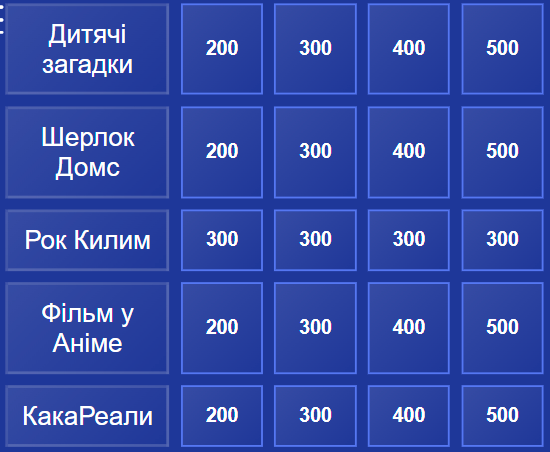 Дитячі
загадки
200 300 400 500
Шерлок
Домс
200 300 400 500
Рок Килим 300 300 300 300
Фільм у
Аніме
200 300 400 500
КакаРеали 200 300 400 500